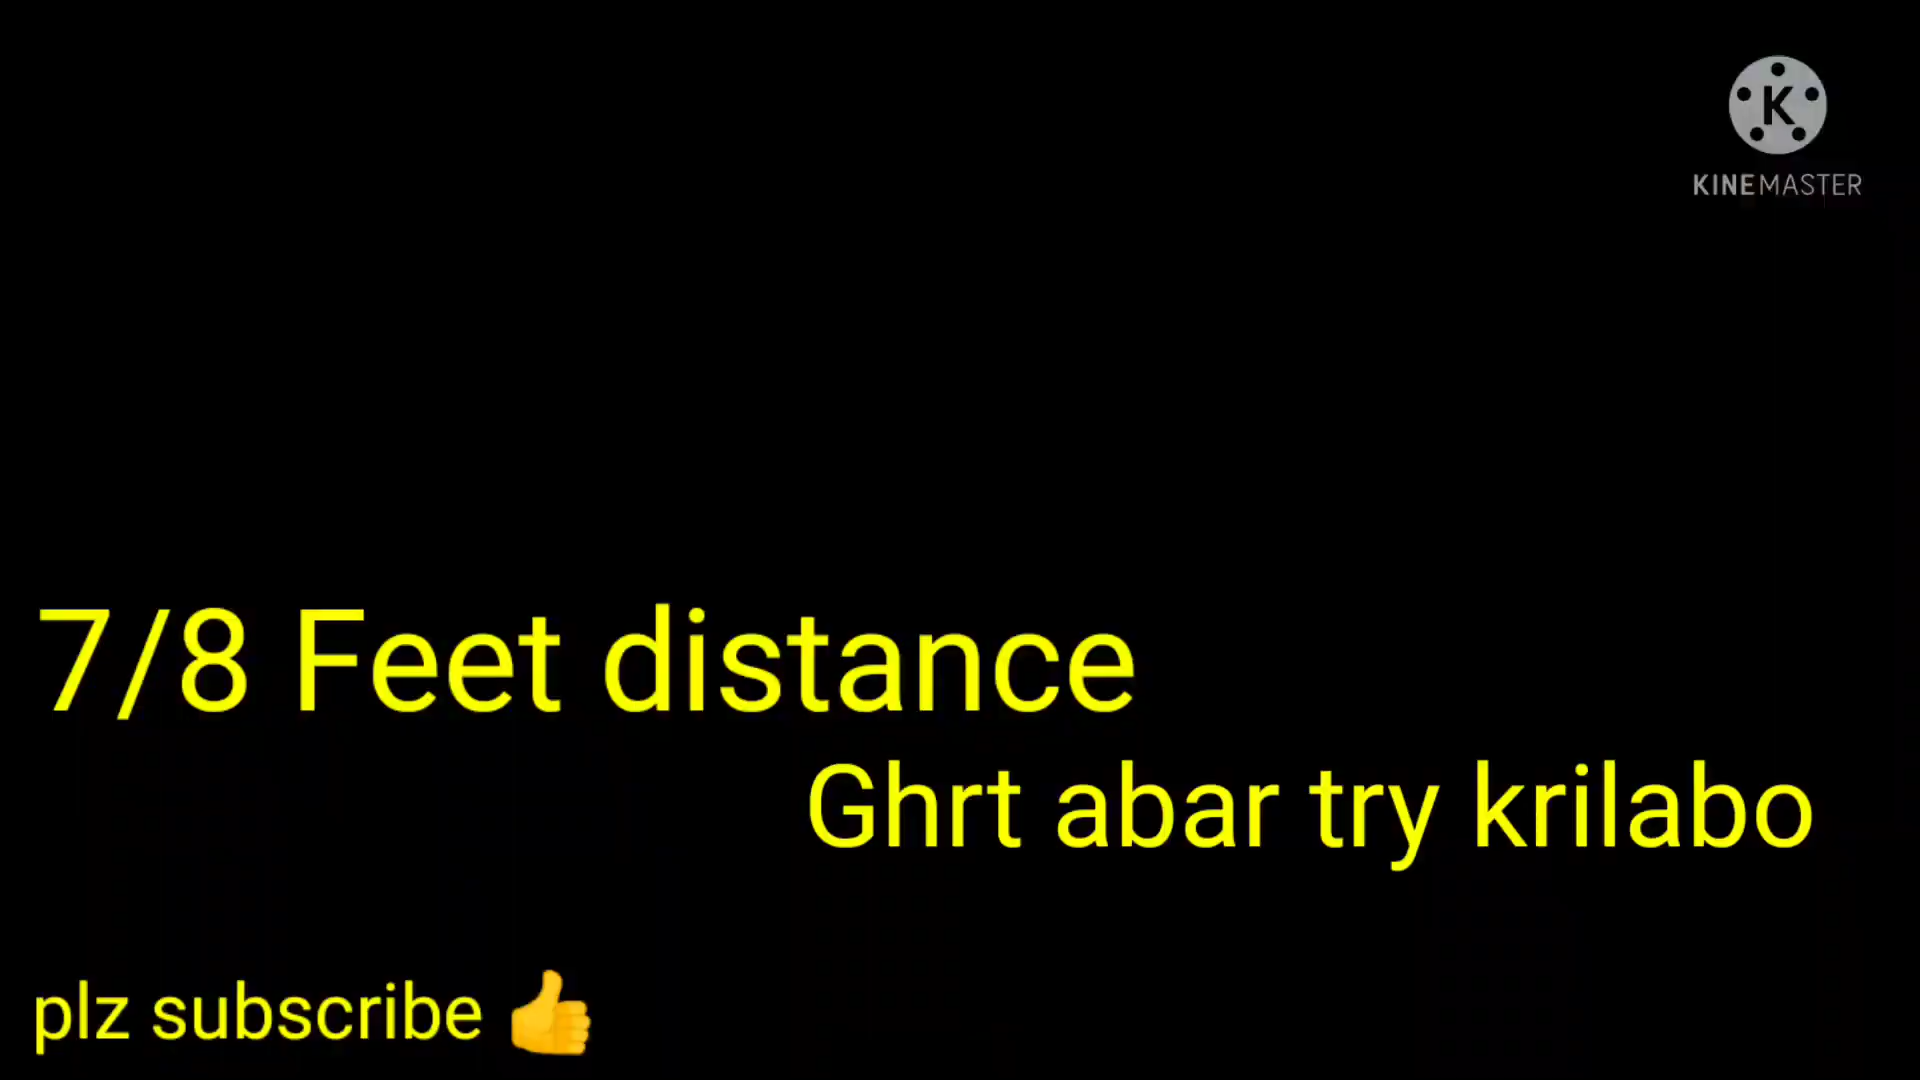 K
KINEMASTER
7/8 Feet distance
Ghrt abar try krilabo
plz subscribe 👍